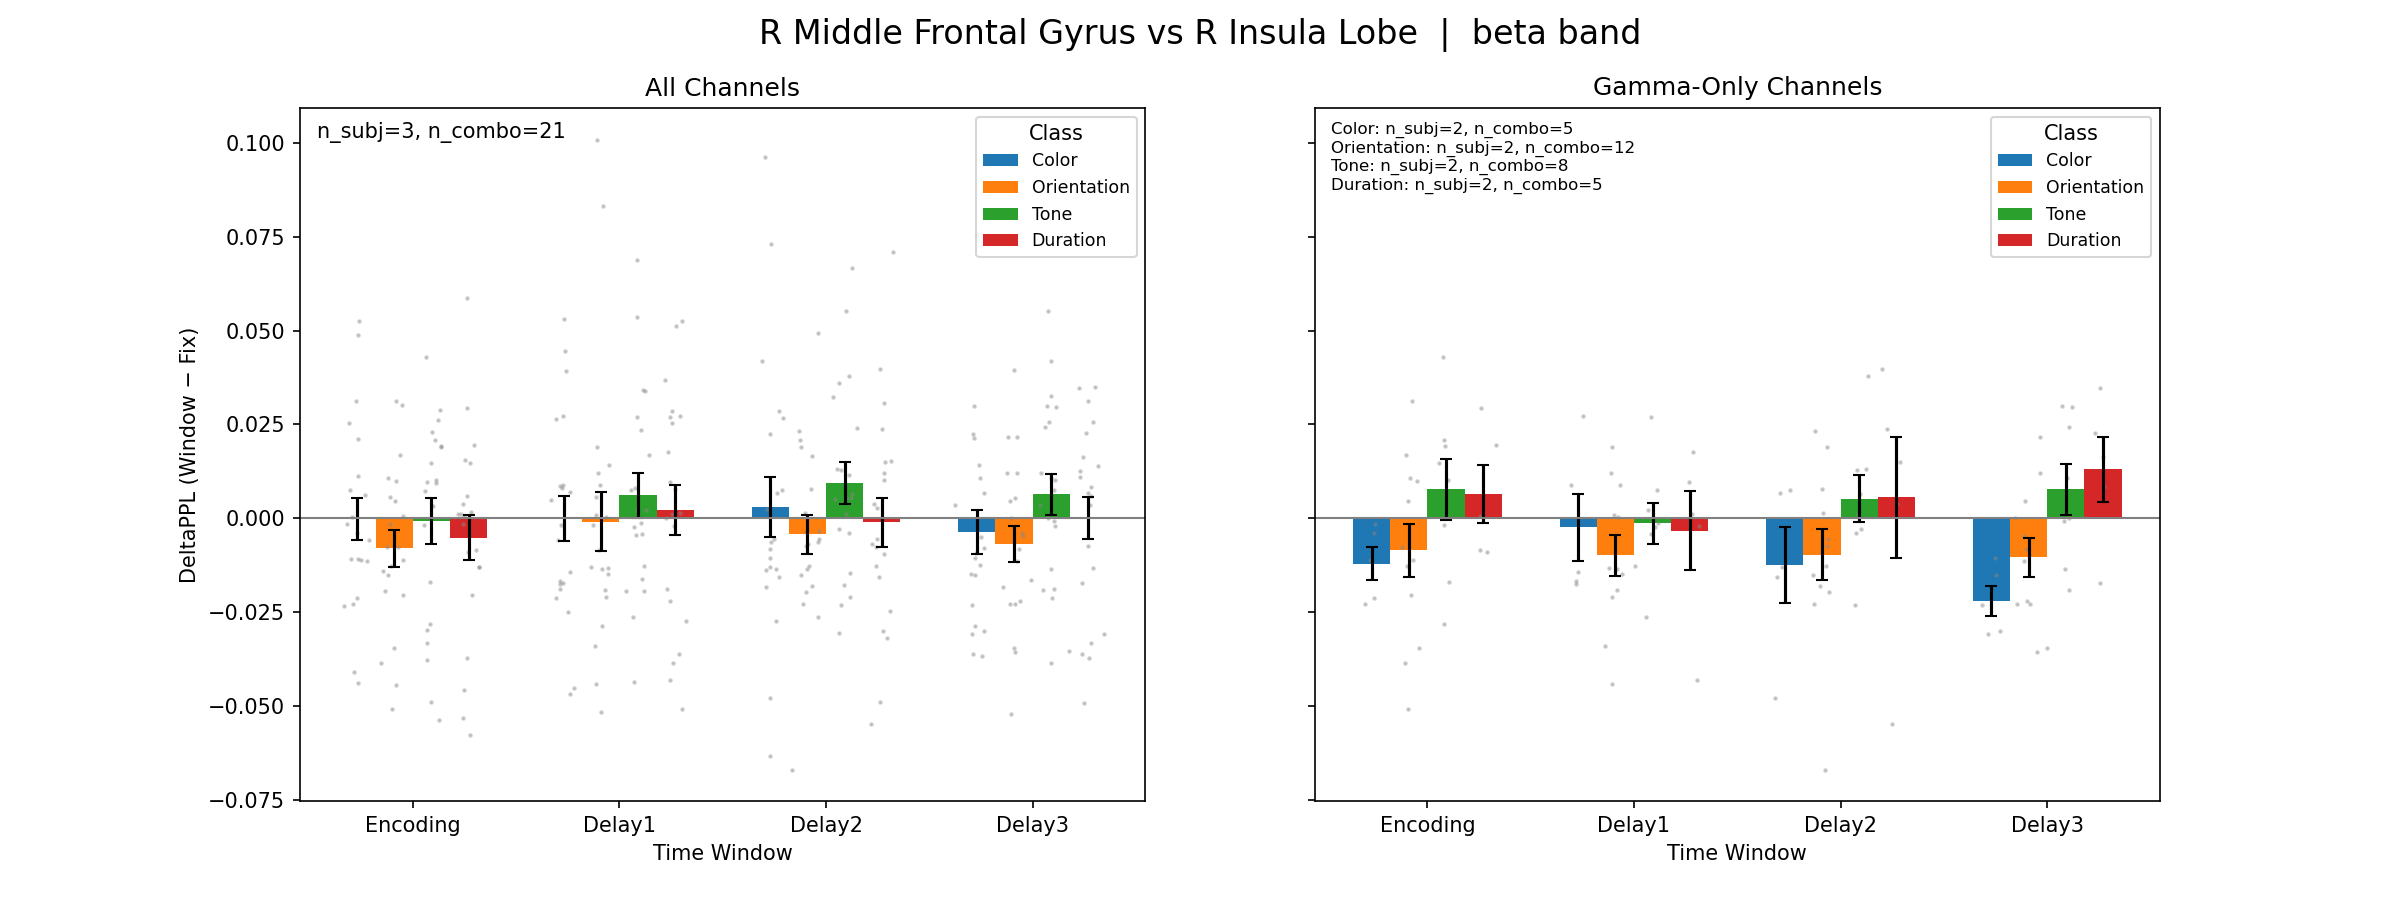 R Middle Frontal Gyrus vs R Insula Lobe | beta band
All Channels
n_subj=3, n_combo=21
Class
Color
Orientation
Tone
Duration
DeltaPPL (Window − Fix)
0.100
0.075
0.050
0.025
0.000
−0.025
−0.050
−0.075
Encoding
Delay1
Delay2
Delay3
Time Window
Gamma-Only Channels
Color: n_subj=2, n_combo=5
Orientation: n_subj=2, n_combo=12
Tone: n_subj=2, n_combo=8
Duration: n_subj=2, n_combo=5
Class
Color
Orientation
Tone
Duration
Encoding
Delay1
Delay2
Delay3
Time Window